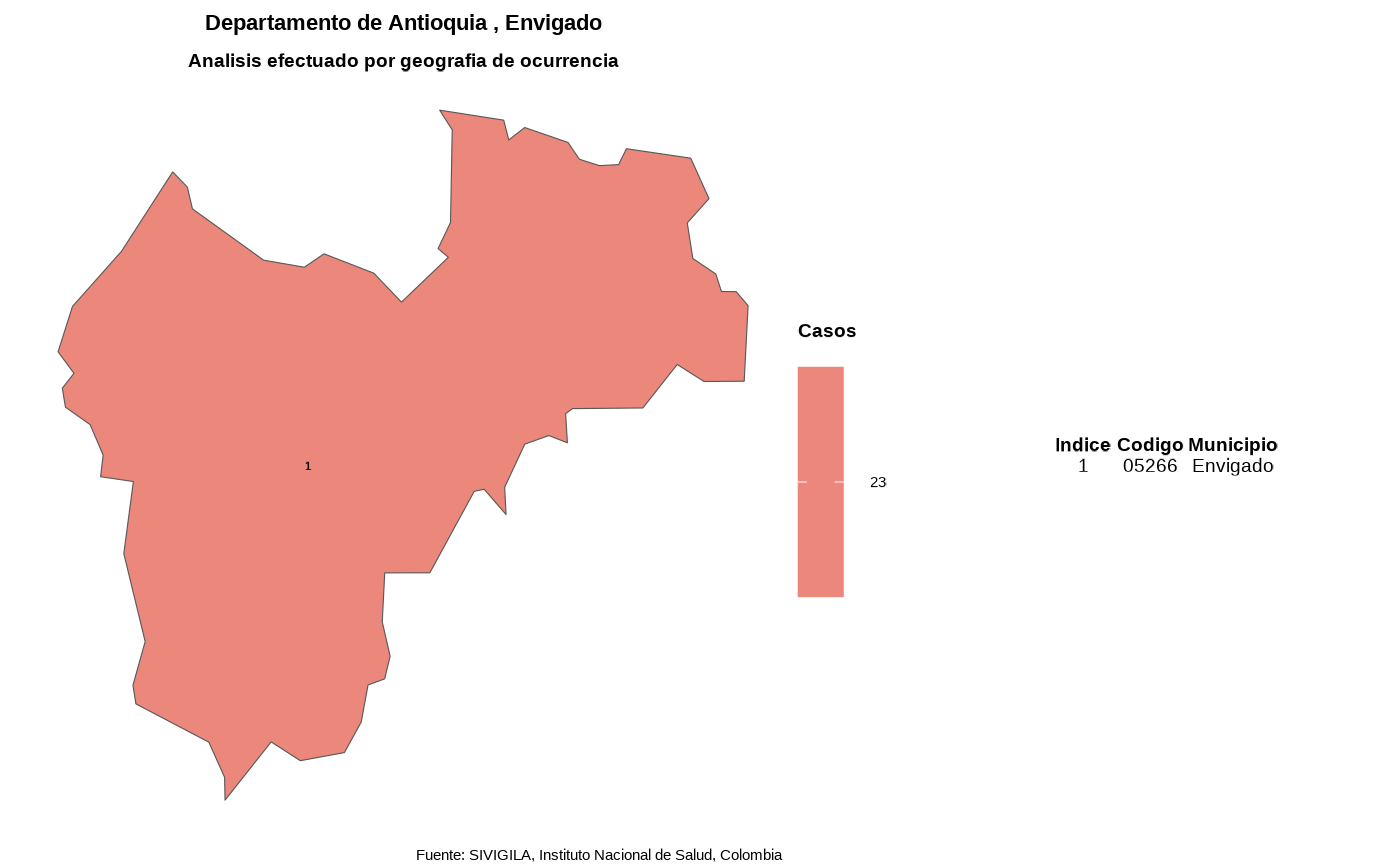 Departamento de Antioquia , Envigado
Analisis efectuado por geografia de ocurrencia
1
Casos
23
Indice Codigo Municipio
1 05266 Envigado
Fuente: SIVIGILA, Instituto Nacional de Salud, Colombia